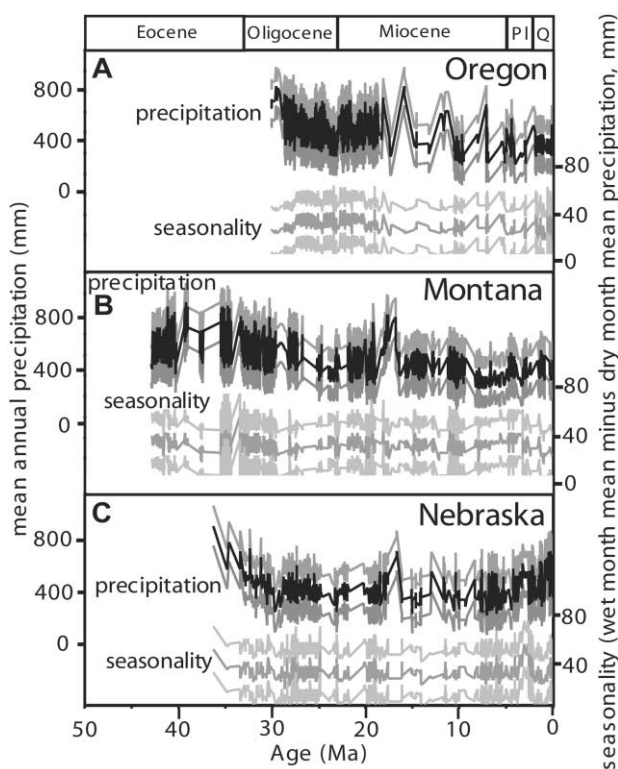 Eocene Oligocene Miocene Pl Q
A Oregon
precipitation
seasonality
800
400
0
80
40
0
precipitation
B Montana
seasonality
800
400
0
80
40
0
C Nebraska
precipitation
seasonality
800
400
0
80
40
50 40 30 20 10 0
Age (Ma)
mean annual precipitation (mm)
seasonality (wet month mean minus dry month mean precipitation, mm)